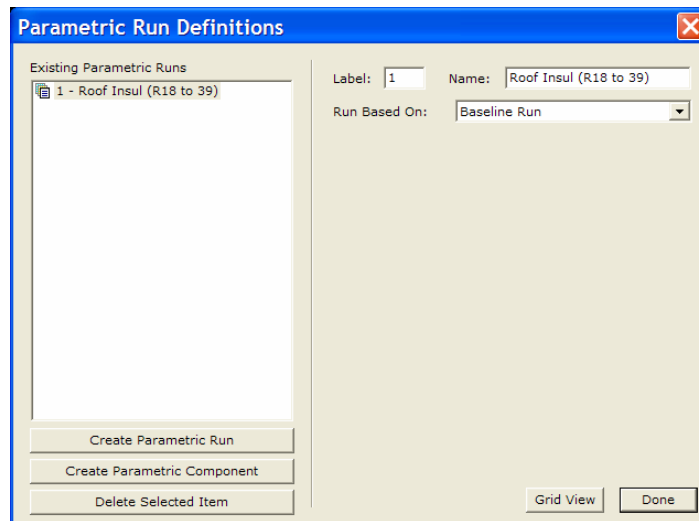 Parametric Run Definitions
Existing Parametric Runs
1 - Roof Insul (R18 to 39)
Label: 1 Name: Roof Insul (R18 to 39)
Run Based On: Baseline Run
Create Parametric Run
Create Parametric Component
Delete Selected Item
Grid View Done